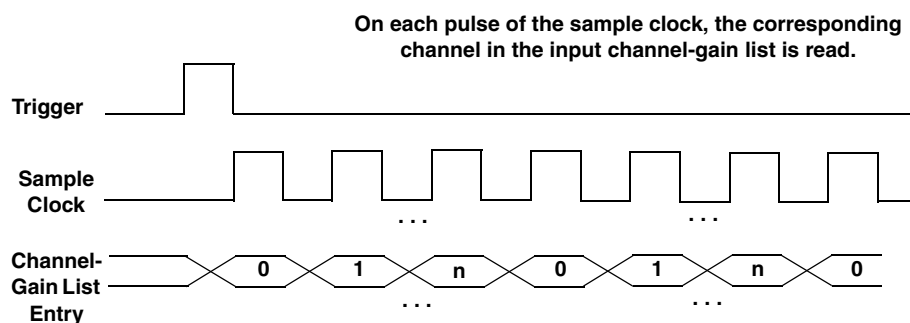 On each pulse of the sample clock, the corresponding
channel in the input channel-gain list is read.
Trigger
Sample
Clock
. . .
. . .
Channel-
Gain List
Entry
0 1 n 0 1 n 0
. . .
. . .